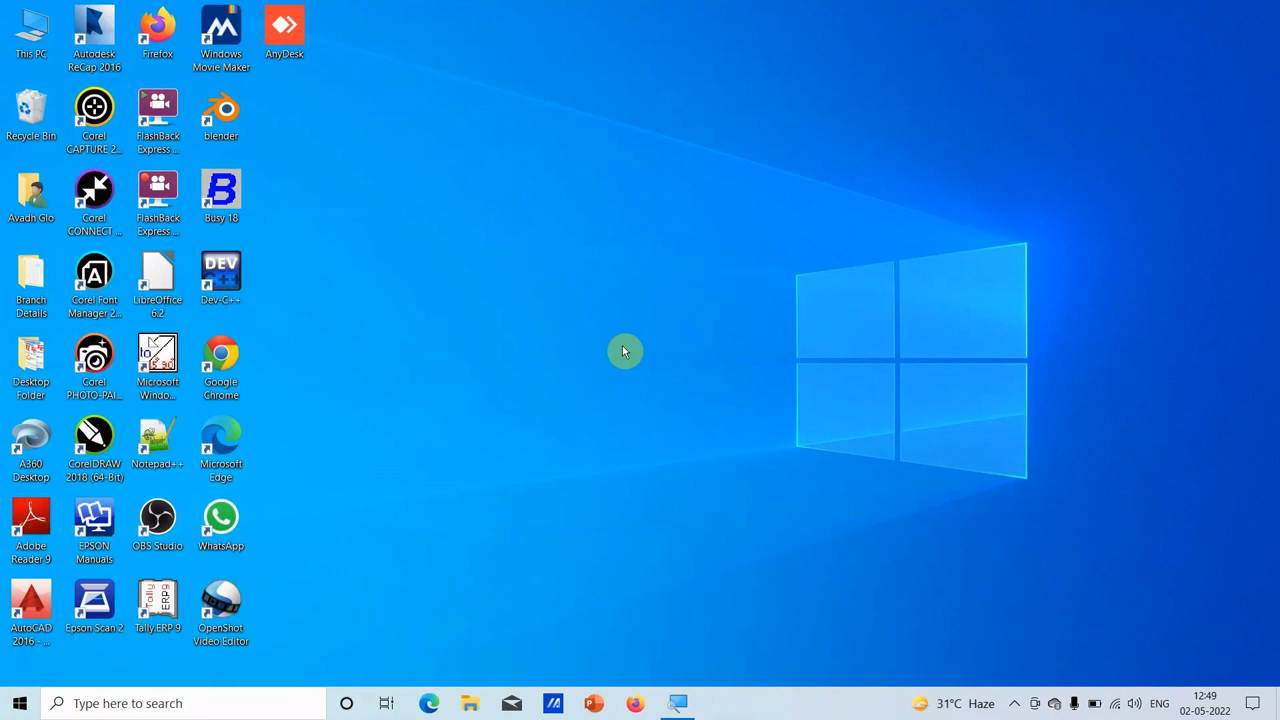 This PC
Autodesk
ReCap 2016
Firefox
Windows
Movie Maker
AnyDesk
Recycle Bin
Corel
CAPTURE 2...
FlashBack
Express ...
blender
Avadh Glo
Corel
CONNECT ...
FlashBack
Express ...
B
Busy 18
Branch
Details
A
Corel Font
Manager 2...
LibreOffice
6.2
DEV
Dev-C++
Desktop
Folder
Corel
PHOTO-PAI...
Microsoft
Windo...
Google
Chrome
A360
Desktop
CorelDRAW
2018 (64-Bit)
Notepad++
Microsoft
Edge
Adobe
Reader 9
EPSON
Manuals
OBS Studio
WhatsApp
AutoCAD
2016 - ...
Epson Scan 2
Tally
ERP9
Tally.ERP 9
OpenShot
Video Editor
Type here to search
31°C Haze
ENG
12:49
02-05-2022